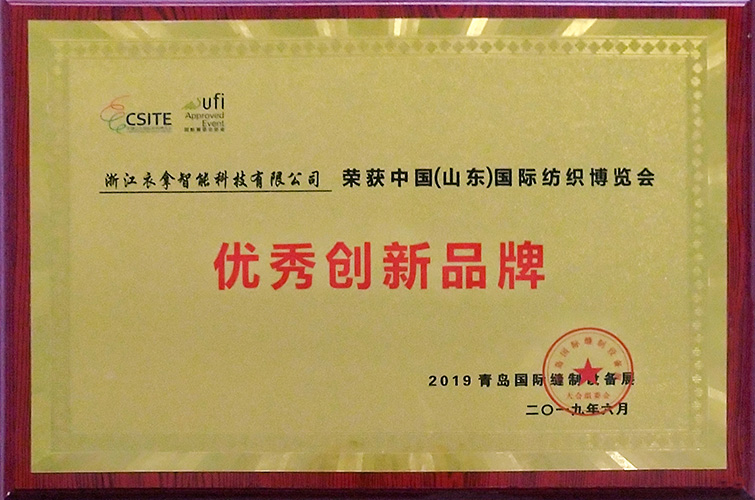 CSITE
ufi
Approved
Event
浙江衣拿智能科技有限公司 荣获中国(山东)国际纺织博览会
优秀创新品牌
2019青岛国际缝制设备展
二〇一九年六月